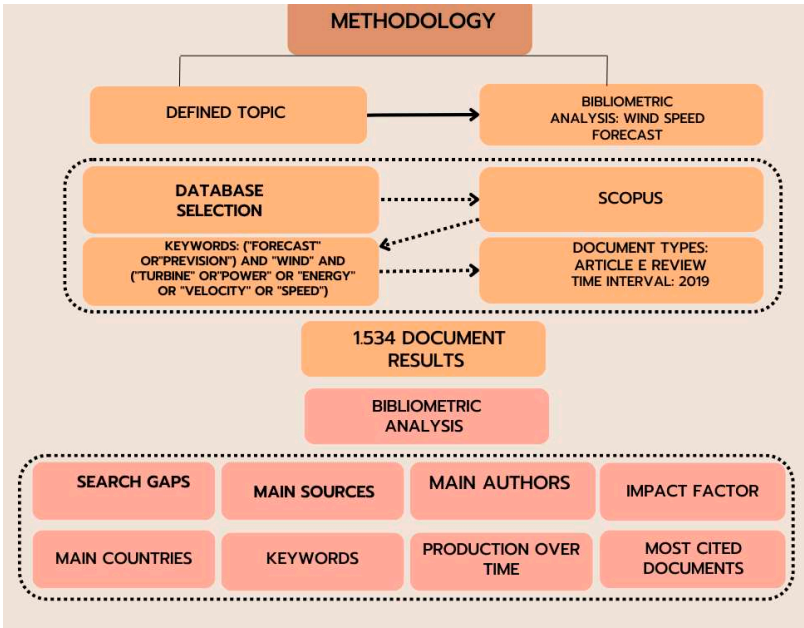 METHODOLOGY
DEFINED TOPIC
BIBLIOMETRIC
ANALYSIS: WIND SPEED
FORECAST
DATABASE
SELECTION
SCOPUS
KEYWORDS: ("FORECAST"
OR"PREVISION") AND "WIND" AND
("TURBINE" OR"POWER" OR "ENERGY"
OR "VELOCITY" OR "SPEED")
DOCUMENT TYPES:
ARTICLE E REVIEW
TIME INTERVAL: 2019
1.534 DOCUMENT
RESULTS
BIBLIOMETRIC
ANALYSIS
SEARCH GAPS
MAIN SOURCES
MAIN AUTHORS
IMPACT FACTOR
MAIN COUNTRIES
KEYWORDS
PRODUCTION OVER
TIME
MOST CITED
DOCUMENTS